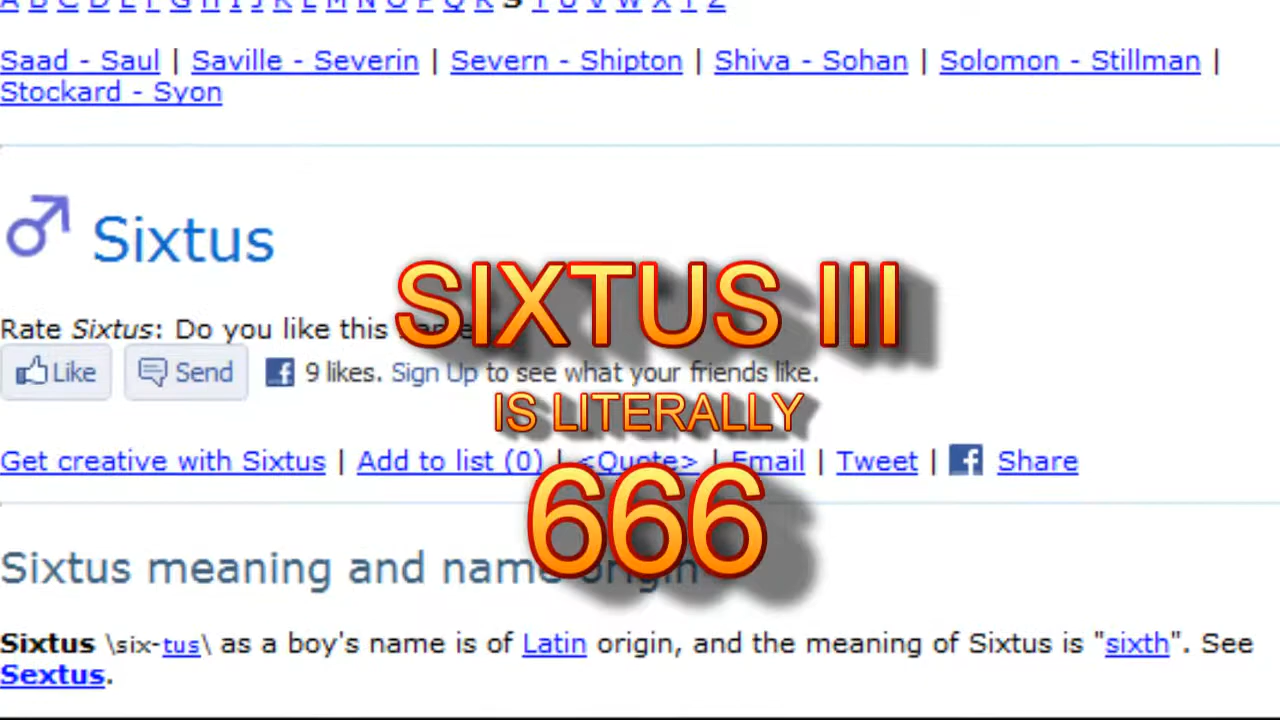 A B C D E F G H I J K L M N O P Q R S T U V W X Y Z
Saad - Saul | Saville - Severin | Severn - Shipton | Shiva - Sohan | Solomon - Stillman |
Stockard - Syon
Sixtus
SIXTUS III
Rate Sixtus: Do you like this
Like Send 9 likes. Sign Up to see what your friends like.
IS LITERALLY
Get creative with Sixtus | Add to list (0) | <Quote> | Email | Tweet | Share
666
Sixtus meaning and name origin
Sixtus \six-tus\ as a boy's name is of Latin origin, and the meaning of Sixtus is "sixth". See
Sextus.